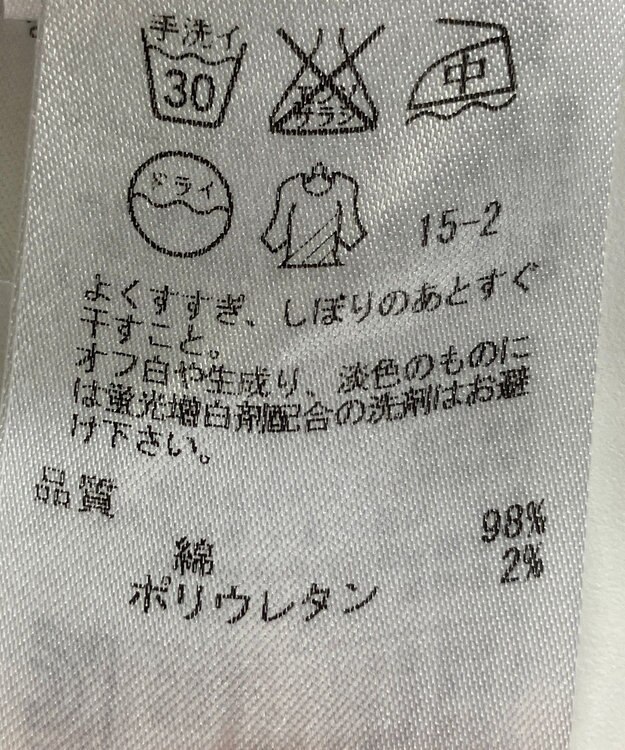 手洗イ
30
エンソ
サラシ
中
ドライ
15-2
よくすすぎ、しぼりのあとすぐ
干すこと。
オフ白や生成り、淡色のものに
は蛍光増白剤配合の洗剤はお避
け下さい。
品質
綿 98%
ポリウレタン 2%